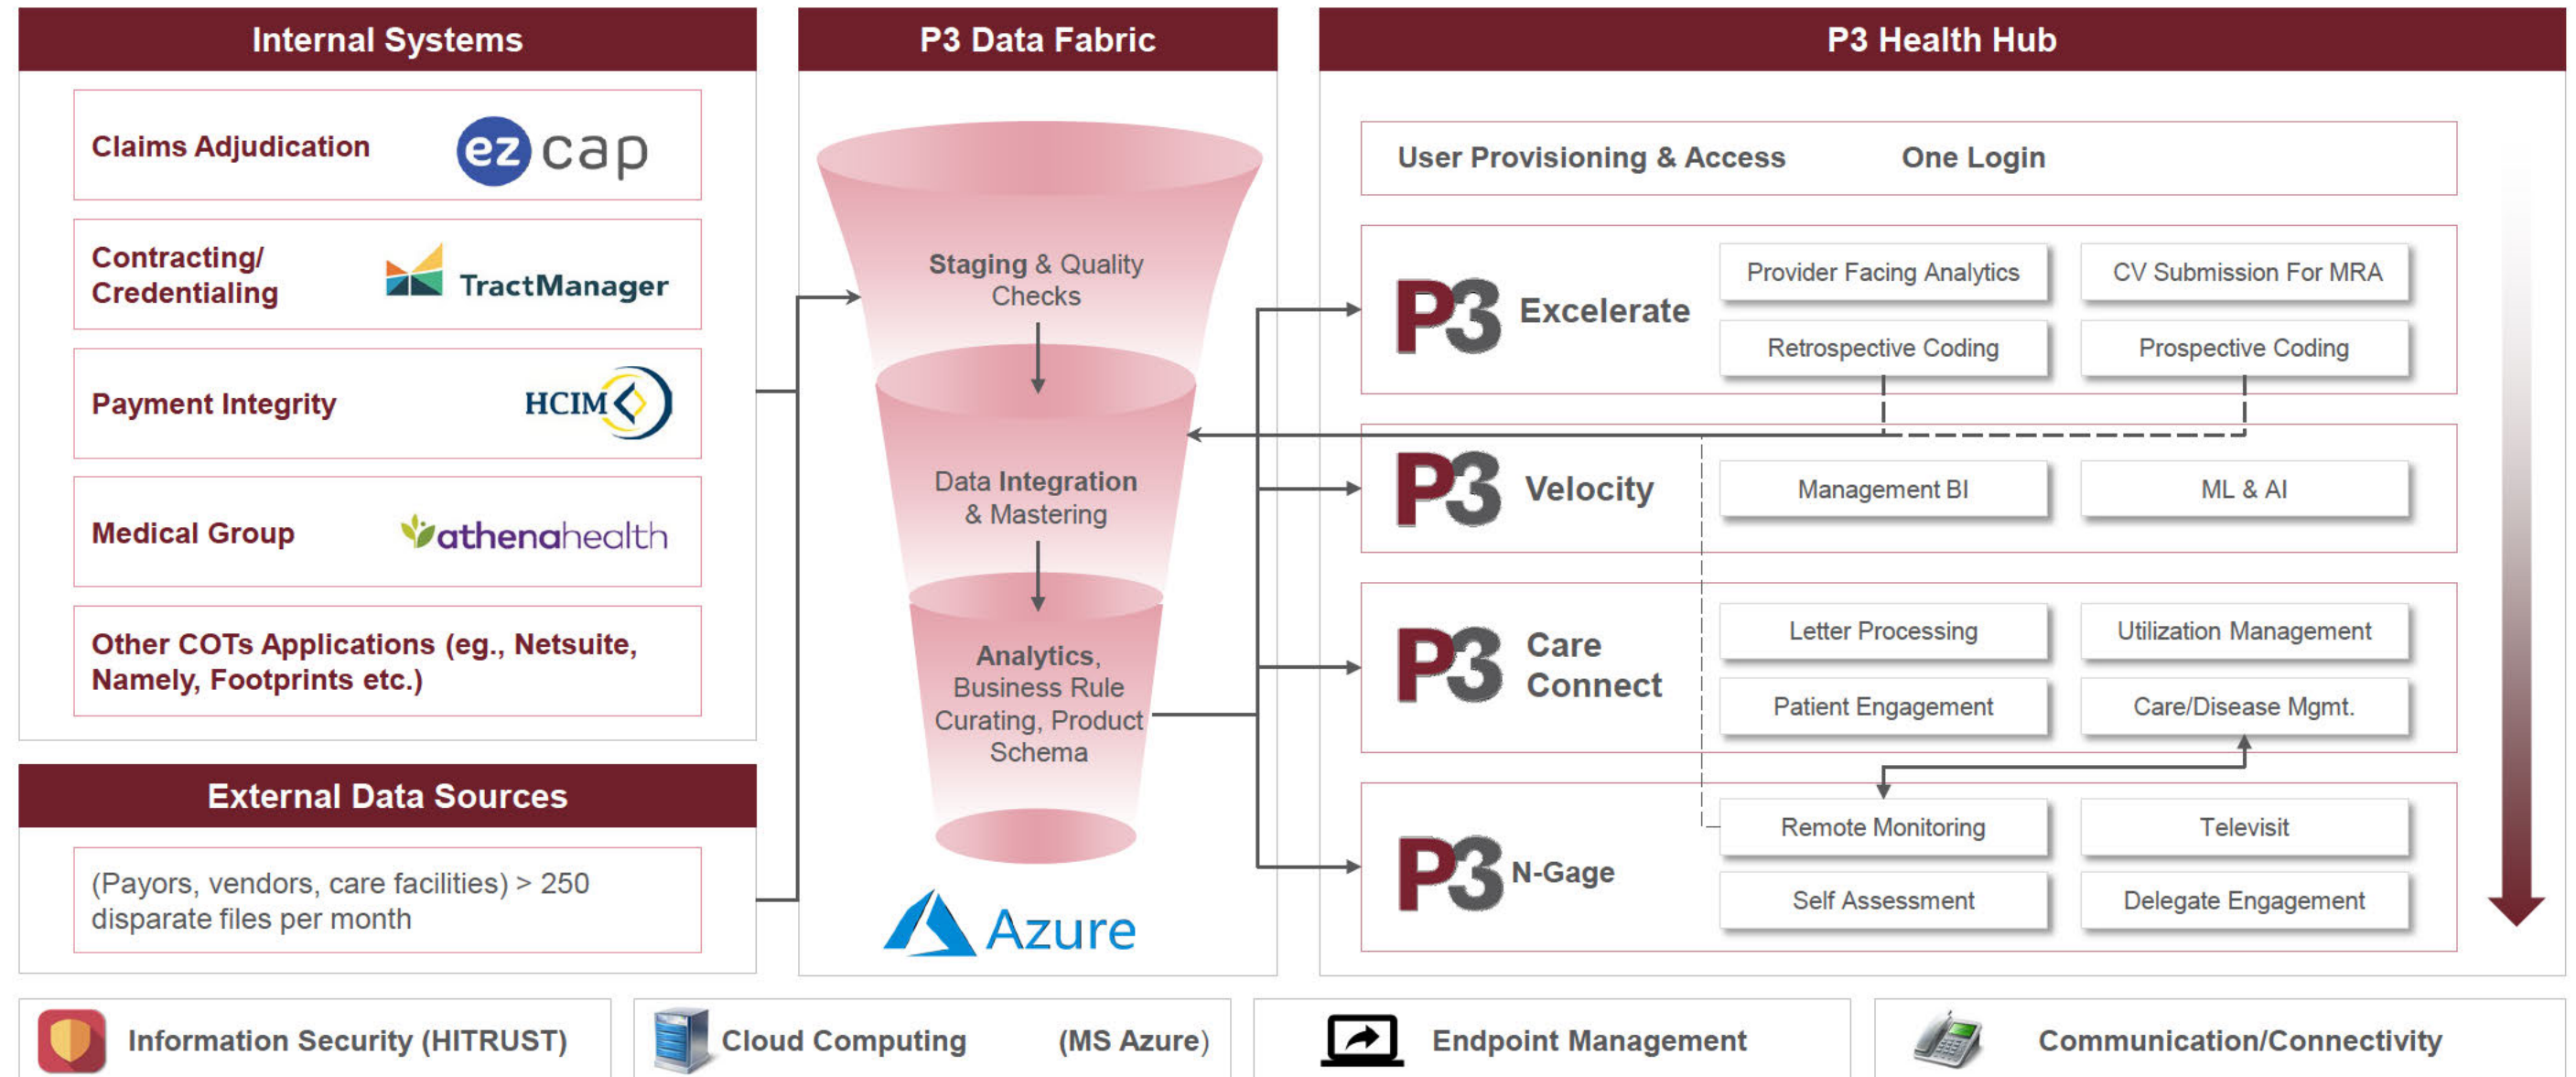 Internal Systems
Claims Adjudication
ez cap
Contracting/
Credentialing
TractManager
Payment Integrity
HCIM
Medical Group
athenahealth
Other COTs Applications (eg., Netsuite,
Namely, Footprints etc.)
External Data Sources
(Payors, vendors, care facilities) > 250
disparate files per month
P3 Data Fabric
Staging & Quality
Checks
Data Integration
& Mastering
Analytics,
Business Rule
Curating, Product
Schema
Azure
P3 Health Hub
User Provisioning & Access
One Login
P3 Excelerate
Provider Facing Analytics
CV Submission For MRA
Retrospective Coding
Prospective Coding
P3 Velocity
Management BI
ML & AI
P3 Care
Connect
Letter Processing
Utilization Management
Patient Engagement
Care/Disease Mgmt.
P3 N-Gage
Remote Monitoring
Televisit
Self Assessment
Delegate Engagement
Information Security (HITRUST)
Cloud Computing (MS Azure)
Endpoint Management
Communication/Connectivity